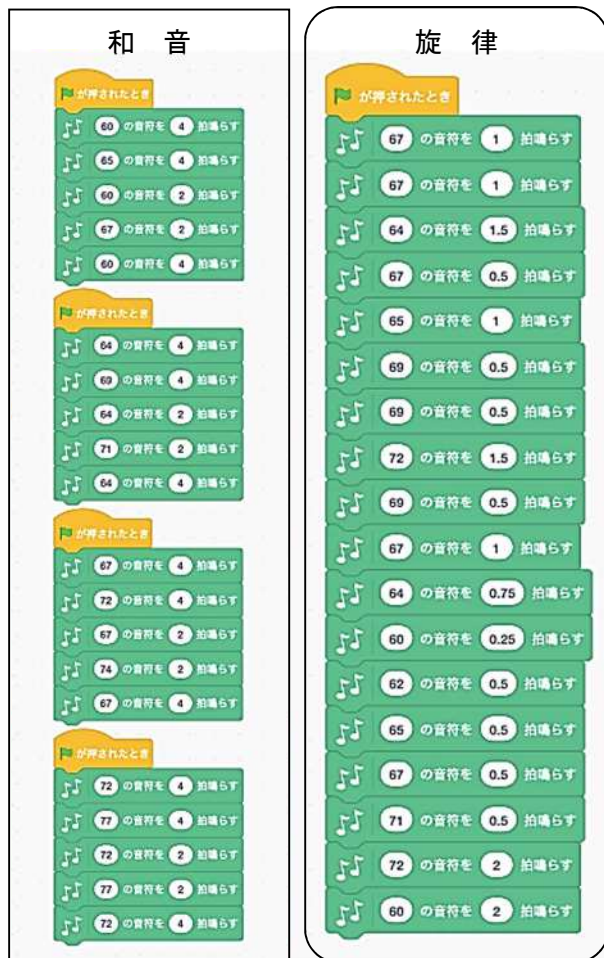 和 音
が押されたとき
60 の音符を 4 拍鳴らす
65 の音符を 4 拍鳴らす
60 の音符を 2 拍鳴らす
67 の音符を 2 拍鳴らす
60 の音符を 4 拍鳴らす
が押されたとき
64 の音符を 4 拍鳴らす
69 の音符を 4 拍鳴らす
64 の音符を 2 拍鳴らす
71 の音符を 2 拍鳴らす
64 の音符を 4 拍鳴らす
が押されたとき
67 の音符を 4 拍鳴らす
72 の音符を 4 拍鳴らす
67 の音符を 2 拍鳴らす
74 の音符を 2 拍鳴らす
67 の音符を 4 拍鳴らす
が押されたとき
72 の音符を 4 拍鳴らす
77 の音符を 4 拍鳴らす
72 の音符を 2 拍鳴らす
77 の音符を 2 拍鳴らす
72 の音符を 4 拍鳴らす
旋 律
が押されたとき
67 の音符を 1 拍鳴らす
67 の音符を 1 拍鳴らす
64 の音符を 1.5 拍鳴らす
67 の音符を 0.5 拍鳴らす
65 の音符を 1 拍鳴らす
69 の音符を 0.5 拍鳴らす
69 の音符を 0.5 拍鳴らす
72 の音符を 1.5 拍鳴らす
69 の音符を 0.5 拍鳴らす
67 の音符を 1 拍鳴らす
64 の音符を 0.75 拍鳴らす
60 の音符を 0.25 拍鳴らす
62 の音符を 0.5 拍鳴らす
65 の音符を 0.5 拍鳴らす
67 の音符を 0.5 拍鳴らす
71 の音符を 0.5 拍鳴らす
72 の音符を 2 拍鳴らす
60 の音符を 2 拍鳴らす